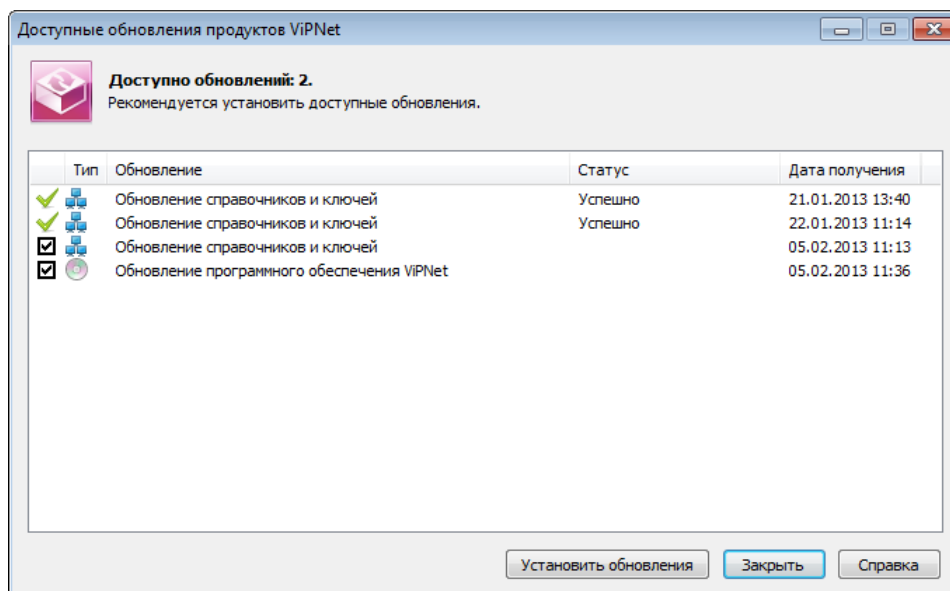 Доступные обновления продуктов ViPNet
Доступно обновлений: 2.
Рекомендуется установить доступные обновления.
Тип Обновление Статус Дата получения
Обновление справочников и ключей Успешно 21.01.2013 13:40
Обновление справочников и ключей Успешно 22.01.2013 11:14
Обновление справочников и ключей 05.02.2013 11:13
Обновление программного обеспечения ViPNet 05.02.2013 11:36
Установить обновления Закрыть Справка